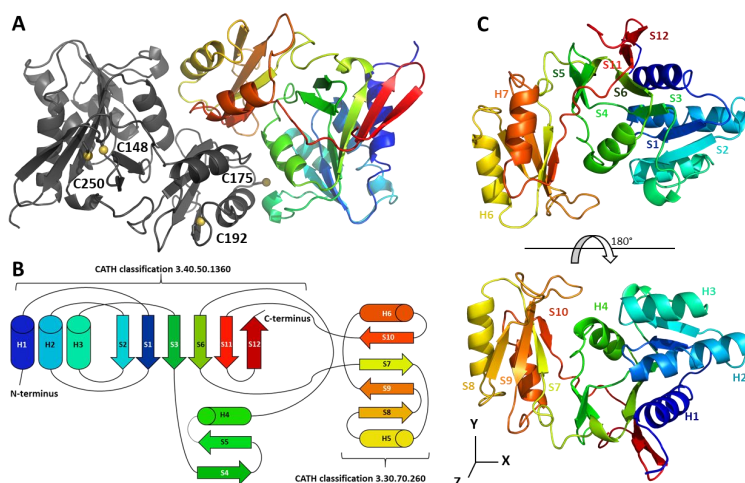 A
C148
C250
C175
C192
B
CATH classification 3.40.50.1360
H1
H2
H3
S2
S1
S3
S6
S11
S12
C-terminus
N-terminus
H4
S5
S4
H6
S10
S7
S9
S8
H5
CATH classification 3.30.70.260
C
S12
S5
S11
S6
H7
S3
S4
S1
S2
H6
180°
S10
H4
H3
S8
S9
S7
H2
H1
Y
X
Z